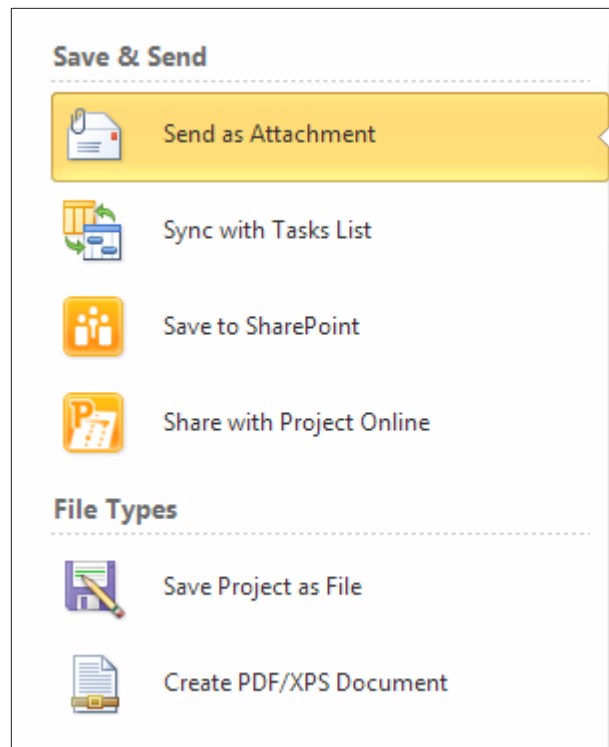 Save & Send
Send as Attachment
Sync with Tasks List
Save to SharePoint
Share with Project Online
File Types
Save Project as File
Create PDF/XPS Document